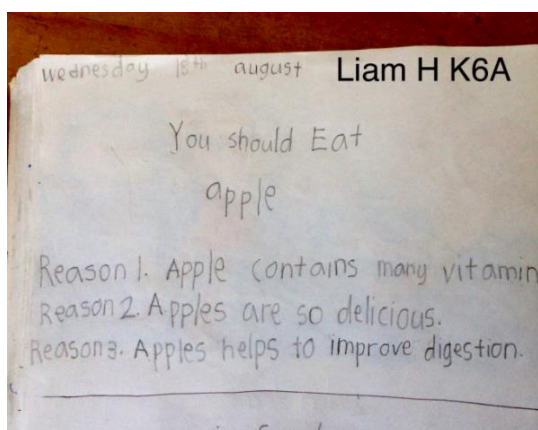 wednesday 18th august Liam H K6A
You should Eat
apple
Reason 1. Apple contains many vitamin
Reason 2. Apples are so delicious.
Reason 3. Apples helps to improve digestion.